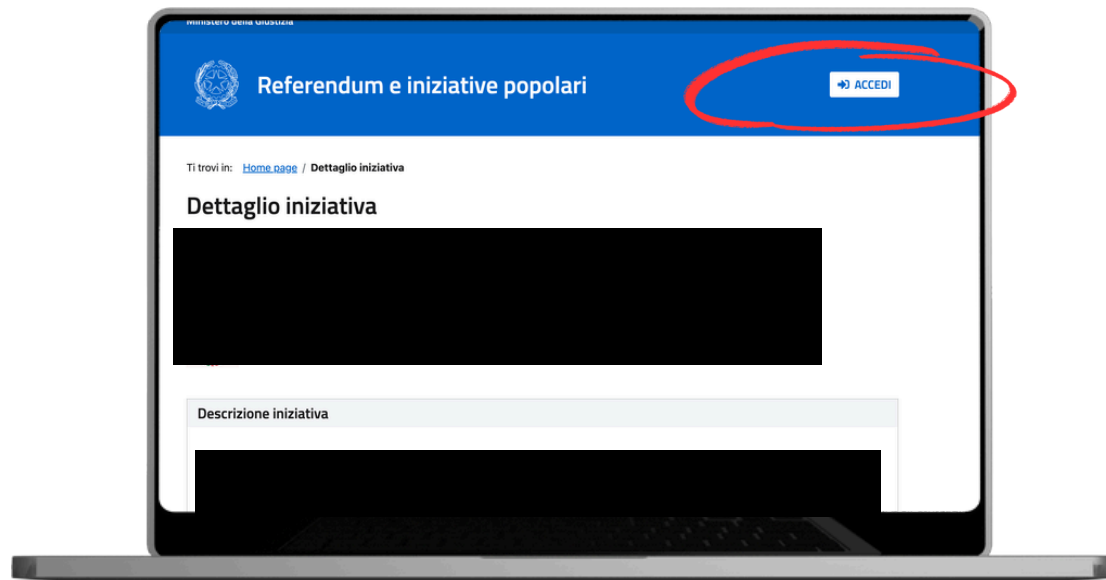 Ministero della Giustizia
Referendum e iniziative popolari
ACCEDI
Ti trovi in: Home page / Dettaglio iniziativa
Dettaglio iniziativa
Descrizione iniziativa